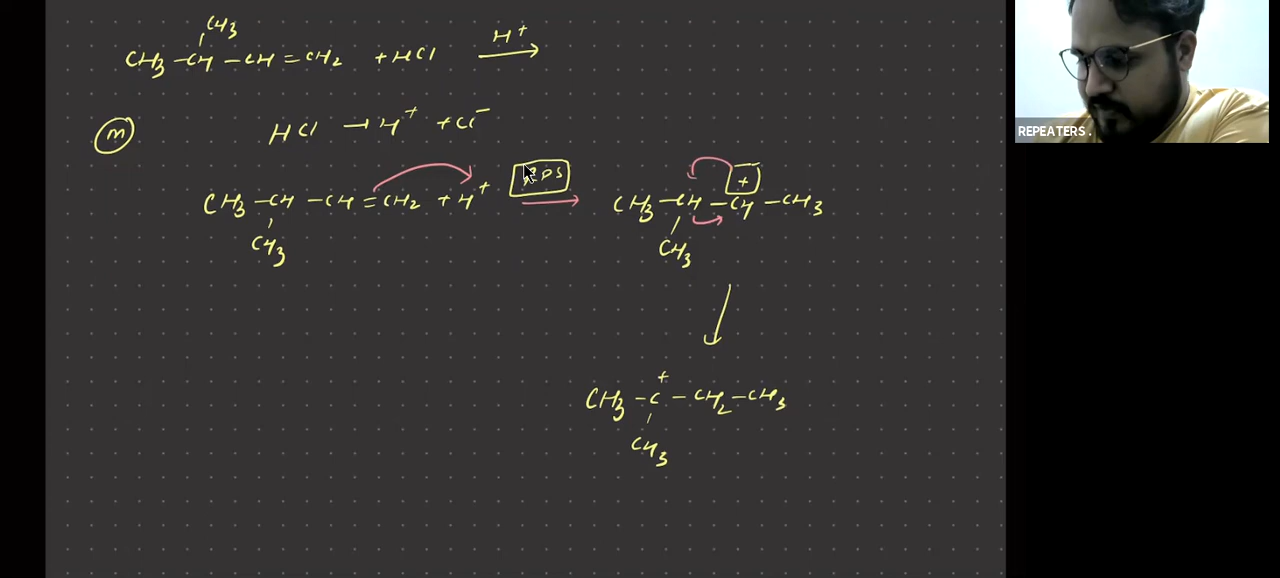 CH3
CH3 – CH – CH = CH2 + HCl H+ →
REPEATERS.
(m) HCl → H+ + Cl–
CH3 – CH – CH = CH2 + H+ → CH3 – CH – CH – CH3
+
CH3 CH3
+
CH3 – C – CH2 – CH3
CH3